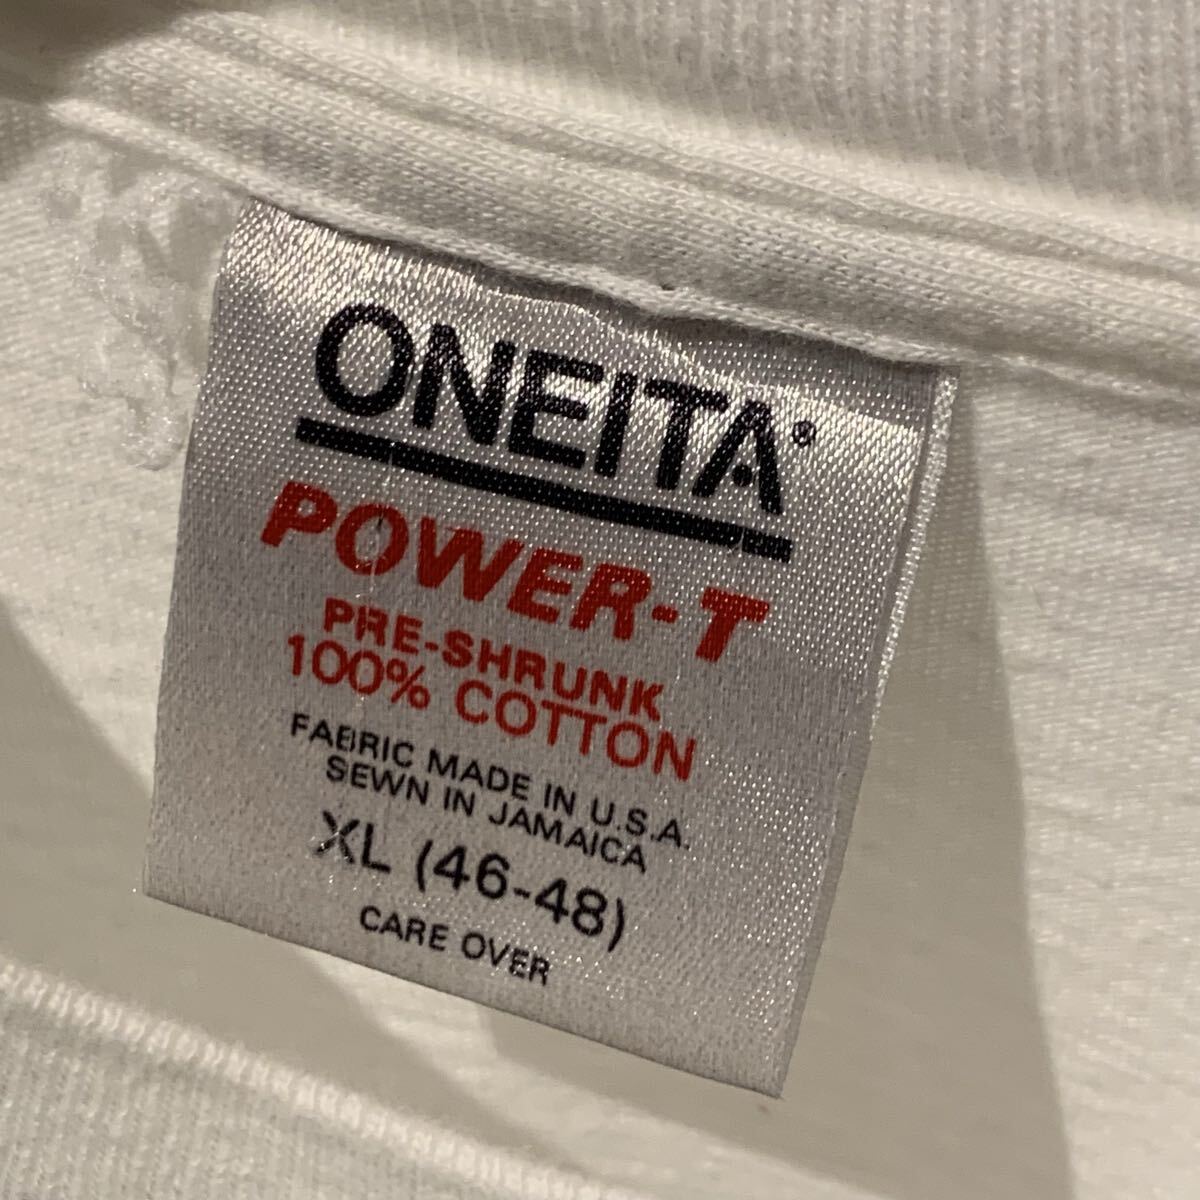 ONEITA®
POWER-T
PRE-SHRUNK
100% COTTON
FABRIC MADE IN U.S.A.
SEWN IN JAMAICA
XL (46-48)
CARE OVER